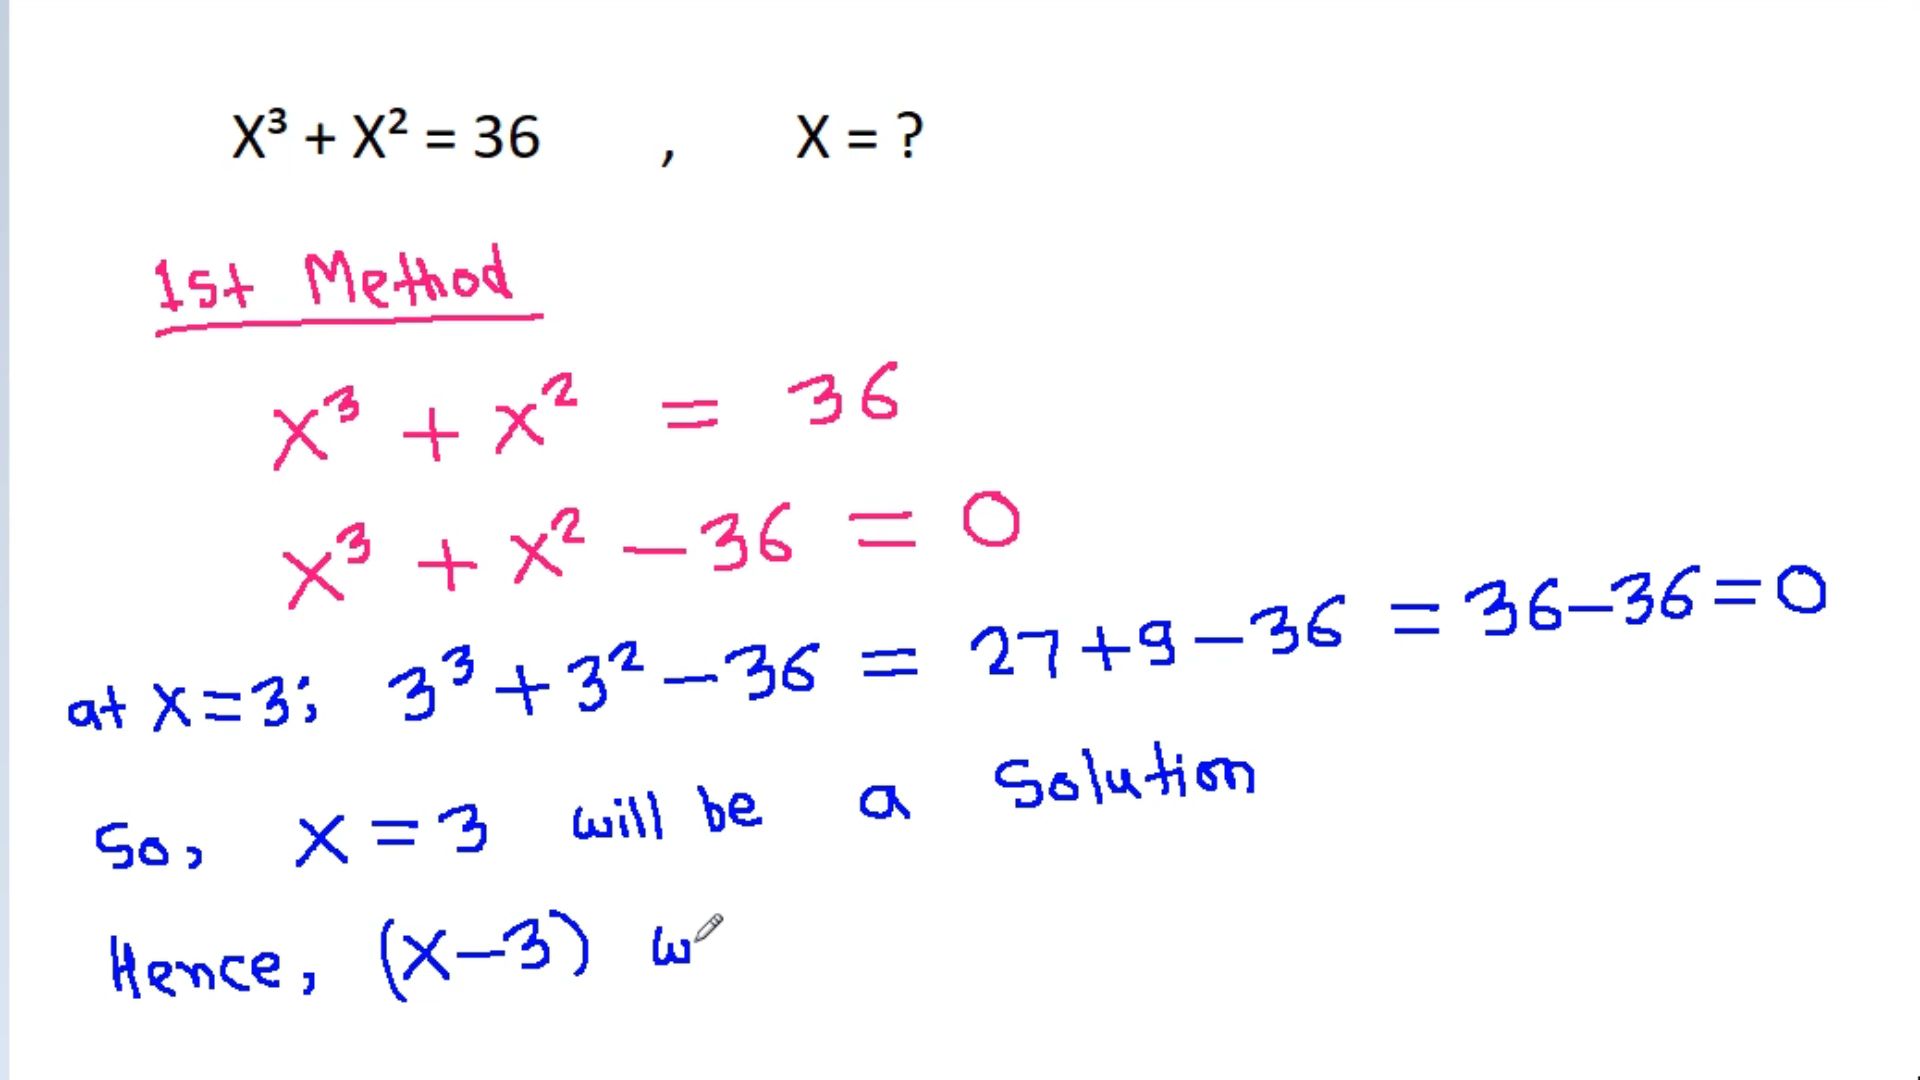 X³ + X² = 36 , X = ?
1st Method
x³ + x² = 36
x³ + x² − 36 = 0
at x=3; 3³ + 3² − 36 = 27+9−36 = 36−36=0
So, x = 3 will be a Solution
Hence, (x−3) w